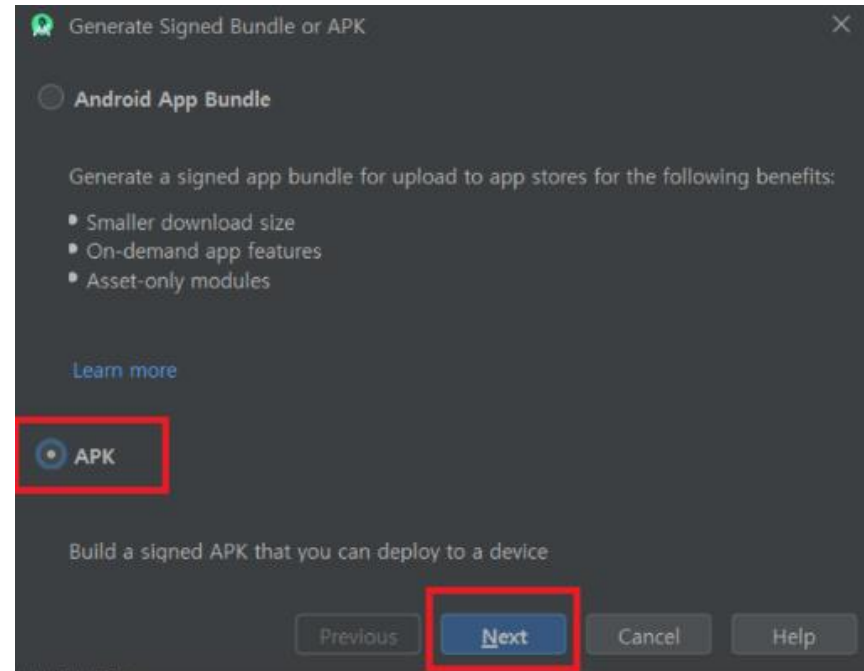 Generate Signed Bundle or APK
Android App Bundle
Generate a signed app bundle for upload to app stores for the following benefits:
Smaller download size
On-demand app features
Asset-only modules
Learn more
APK
Build a signed APK that you can deploy to a device
Previous Next Cancel Help